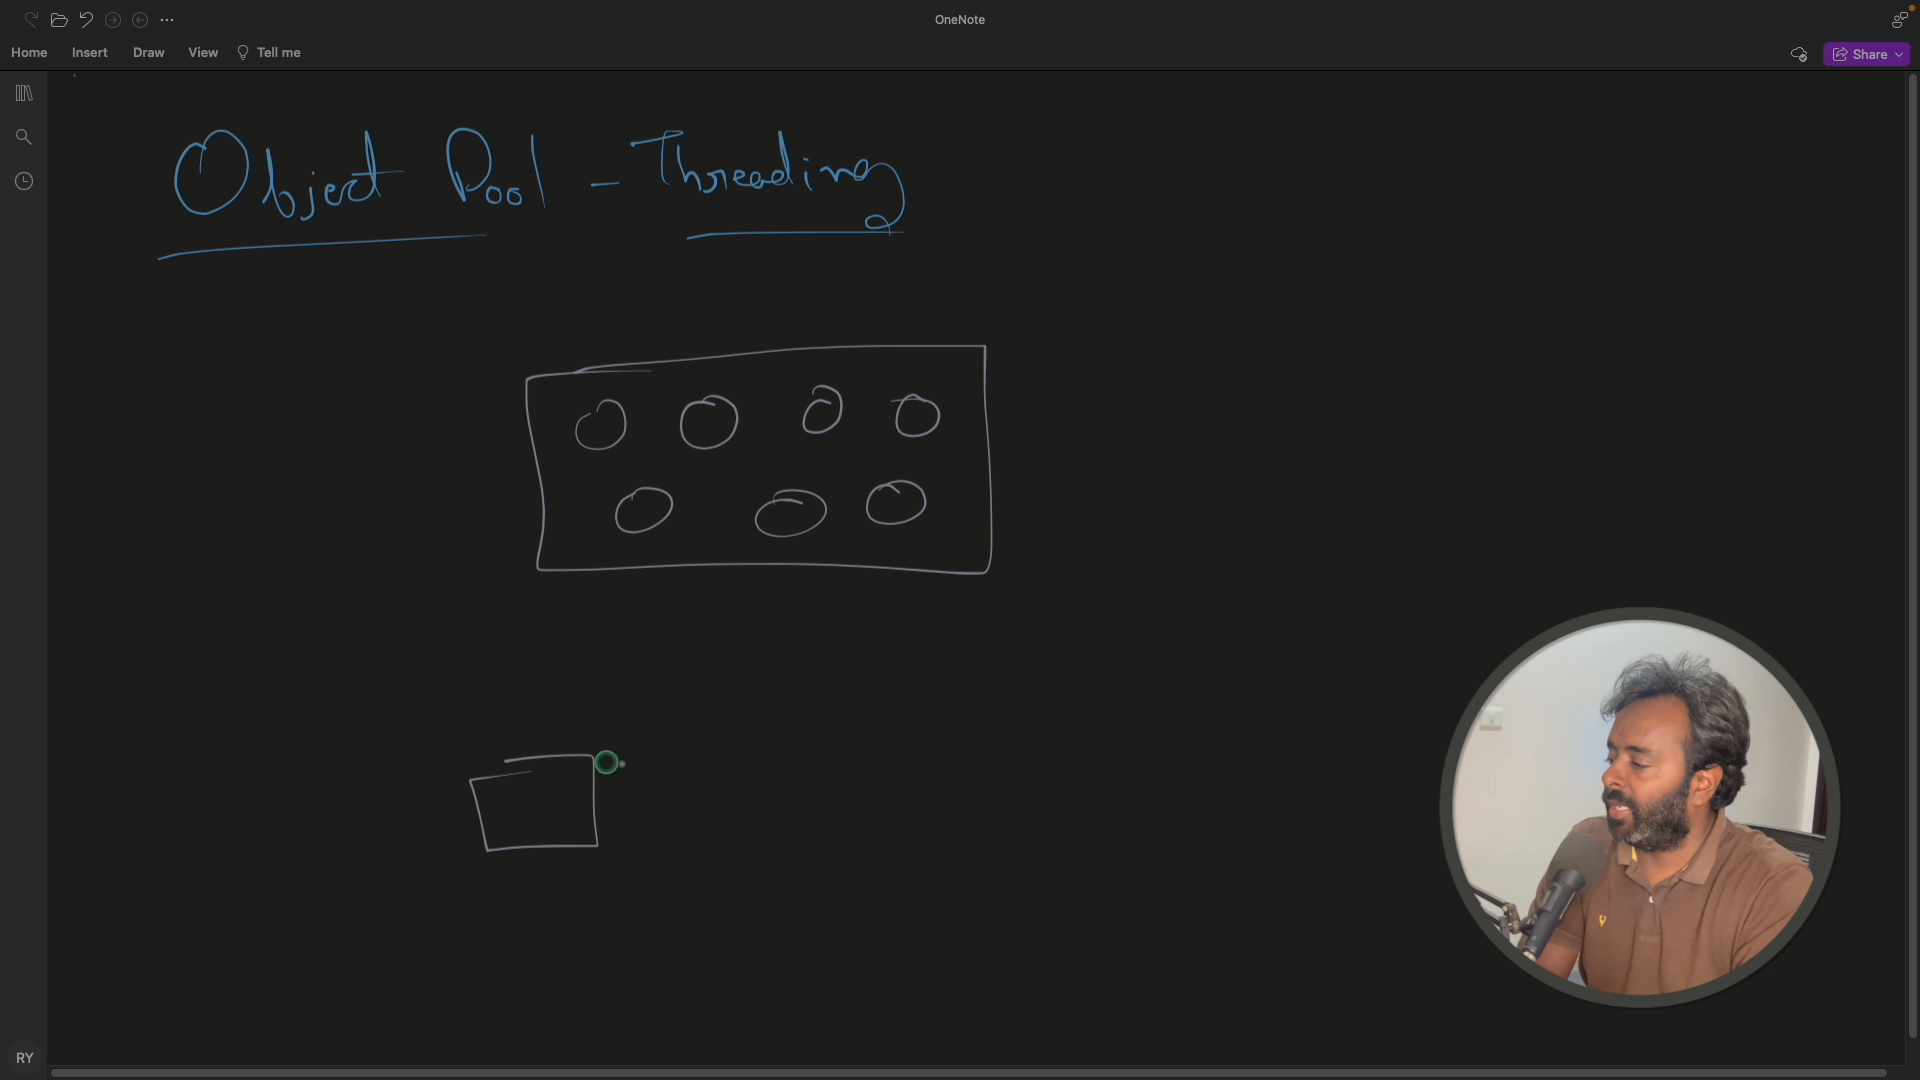 OneNote
Home Insert Draw View Tell me
Share
Object Pool - Threading
RY